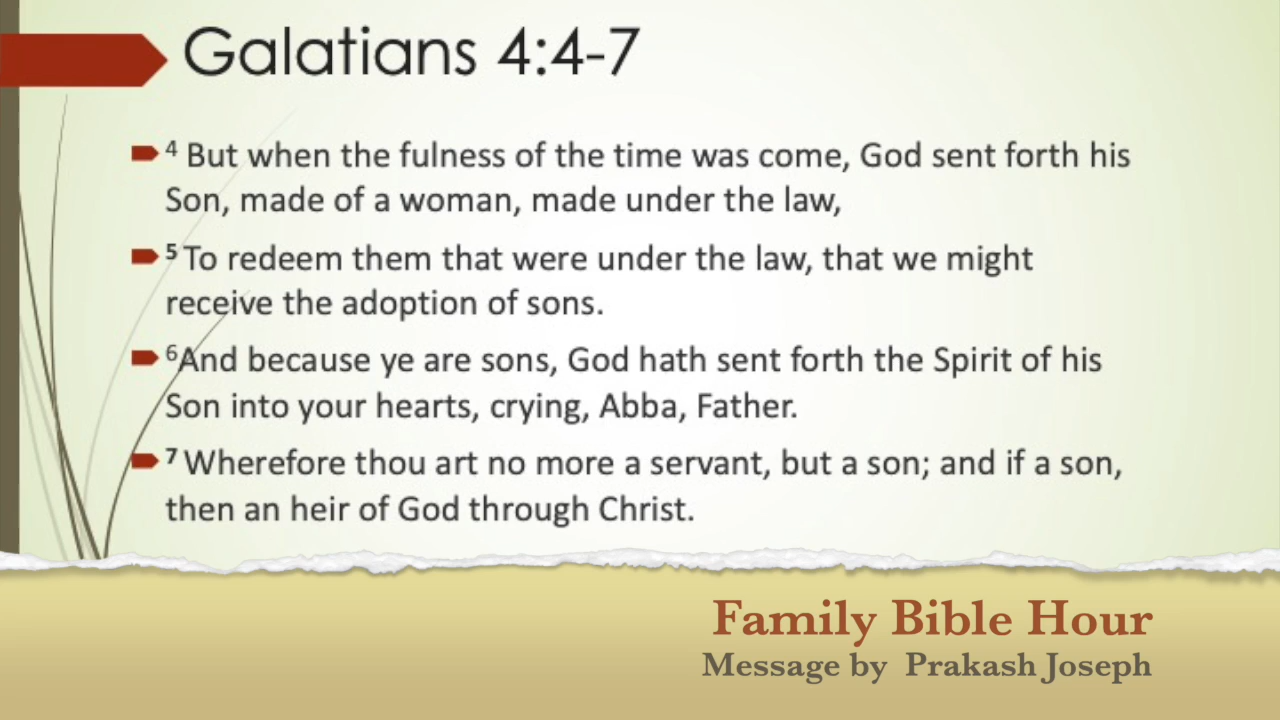 Galatians 4:4-7
4 But when the fulness of the time was come, God sent forth his
Son, made of a woman, made under the law,
5 To redeem them that were under the law, that we might
receive the adoption of sons.
6And because ye are sons, God hath sent forth the Spirit of his
Son into your hearts, crying, Abba, Father.
7 Wherefore thou art no more a servant, but a son; and if a son,
then an heir of God through Christ.
Family Bible Hour
Message by Prakash Joseph